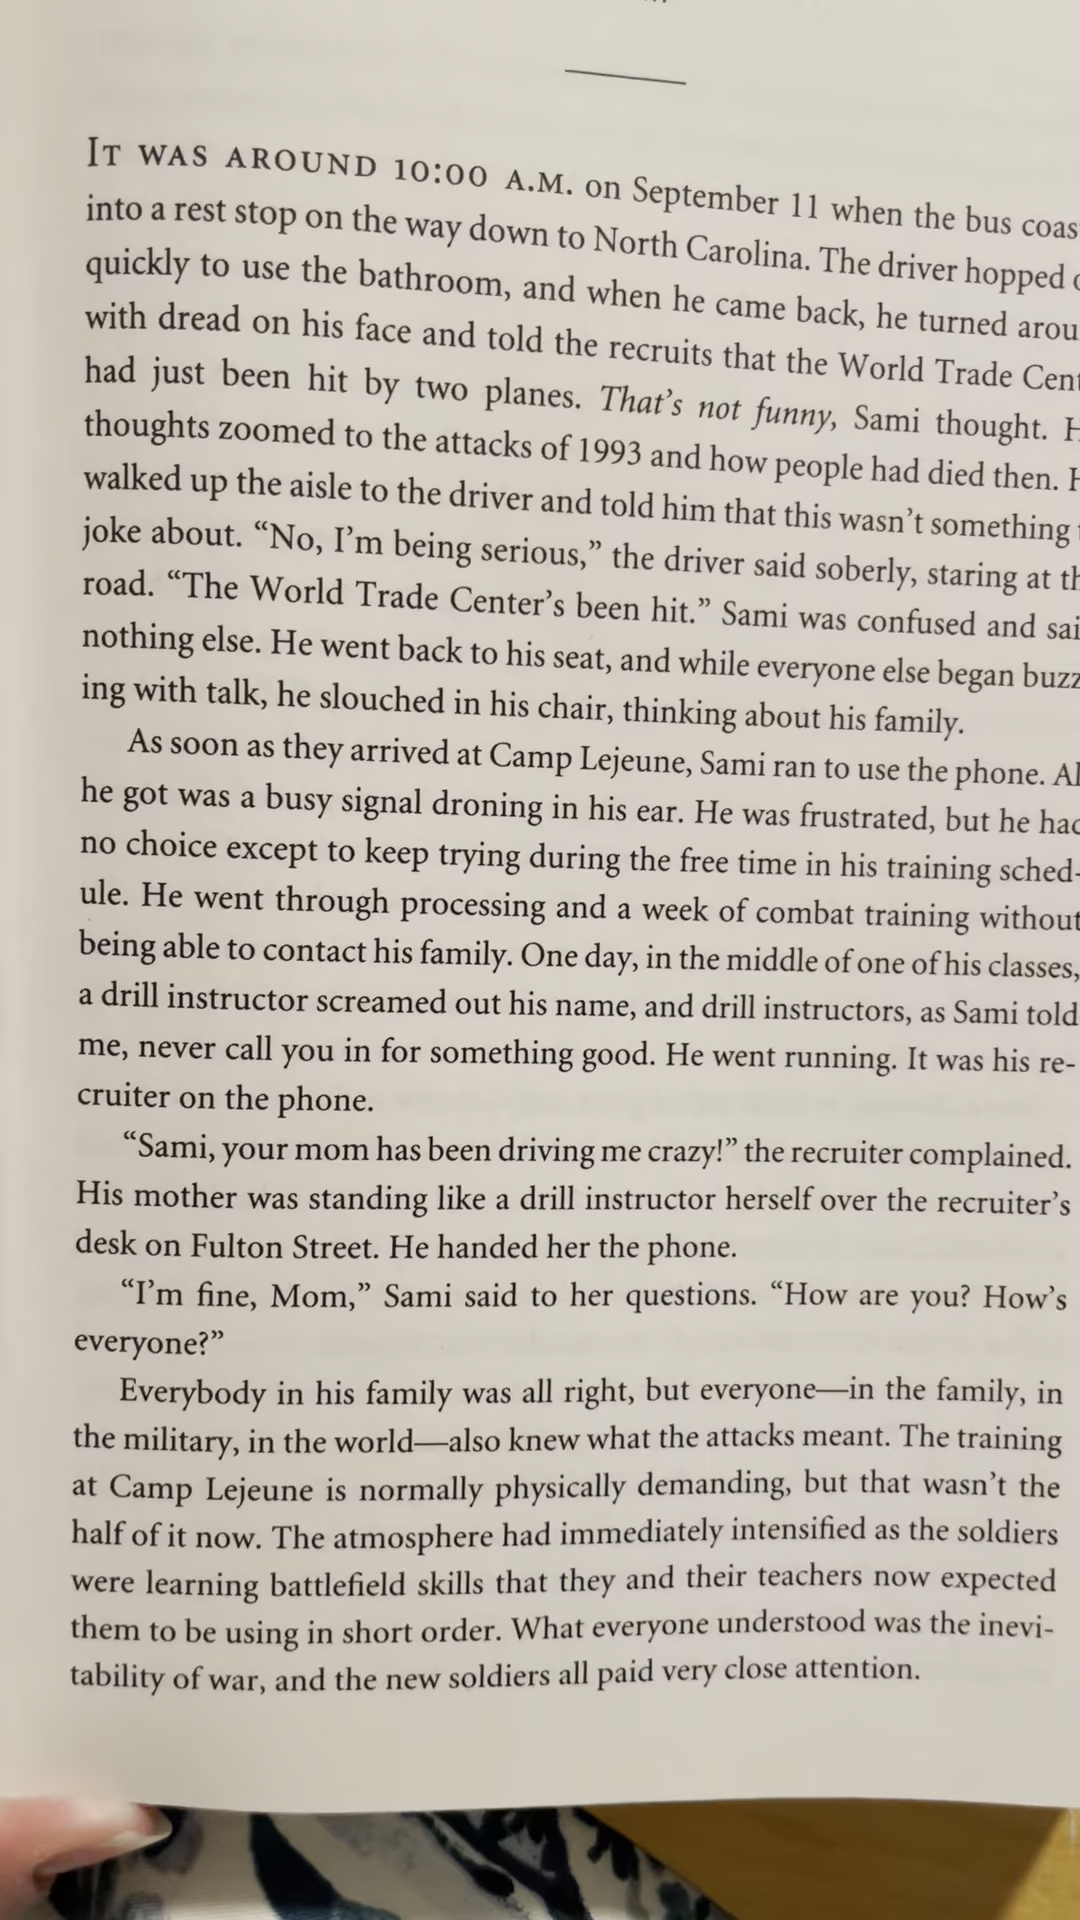 IT WAS AROUND 10:00 A.M. on September 11 when the bus coas
into a rest stop on the way down to North Carolina. The driver hopped
quickly to use the bathroom, and when he came back, he turned arou
with dread on his face and told the recruits that the World Trade Cent
had just been hit by two planes. That's not funny, Sami thought. H
thoughts zoomed to the attacks of 1993 and how people had died then. H
walked up the aisle to the driver and told him that this wasn't something
joke about. “No, I'm being serious,” the driver said soberly, staring at th
road. “The World Trade Center's been hit.” Sami was confused and sai
nothing else. He went back to his seat, and while everyone else began buzz
ing with talk, he slouched in his chair, thinking about his family.
As soon as they arrived at Camp Lejeune, Sami ran to use the phone. Al
he got was a busy signal droning in his ear. He was frustrated, but he had
no choice except to keep trying during the free time in his training sched-
ule. He went through processing and a week of combat training without
being able to contact his family. One day, in the middle of one of his classes,
a drill instructor screamed out his name, and drill instructors, as Sami told
me, never call you in for something good. He went running. It was his re-
cruiter on the phone.
“Sami, your mom has been driving me crazy!” the recruiter complained.
His mother was standing like a drill instructor herself over the recruiter's
desk on Fulton Street. He handed her the phone.
“I'm fine, Mom,” Sami said to her questions. “How are you? How's
everyone?”
Everybody in his family was all right, but everyone—in the family, in
the military, in the world—also knew what the attacks meant. The training
at Camp Lejeune is normally physically demanding, but that wasn't the
half of it now. The atmosphere had immediately intensified as the soldiers
were learning battlefield skills that they and their teachers now expected
them to be using in short order. What everyone understood was the inevi-
tability of war, and the new soldiers all paid very close attention.